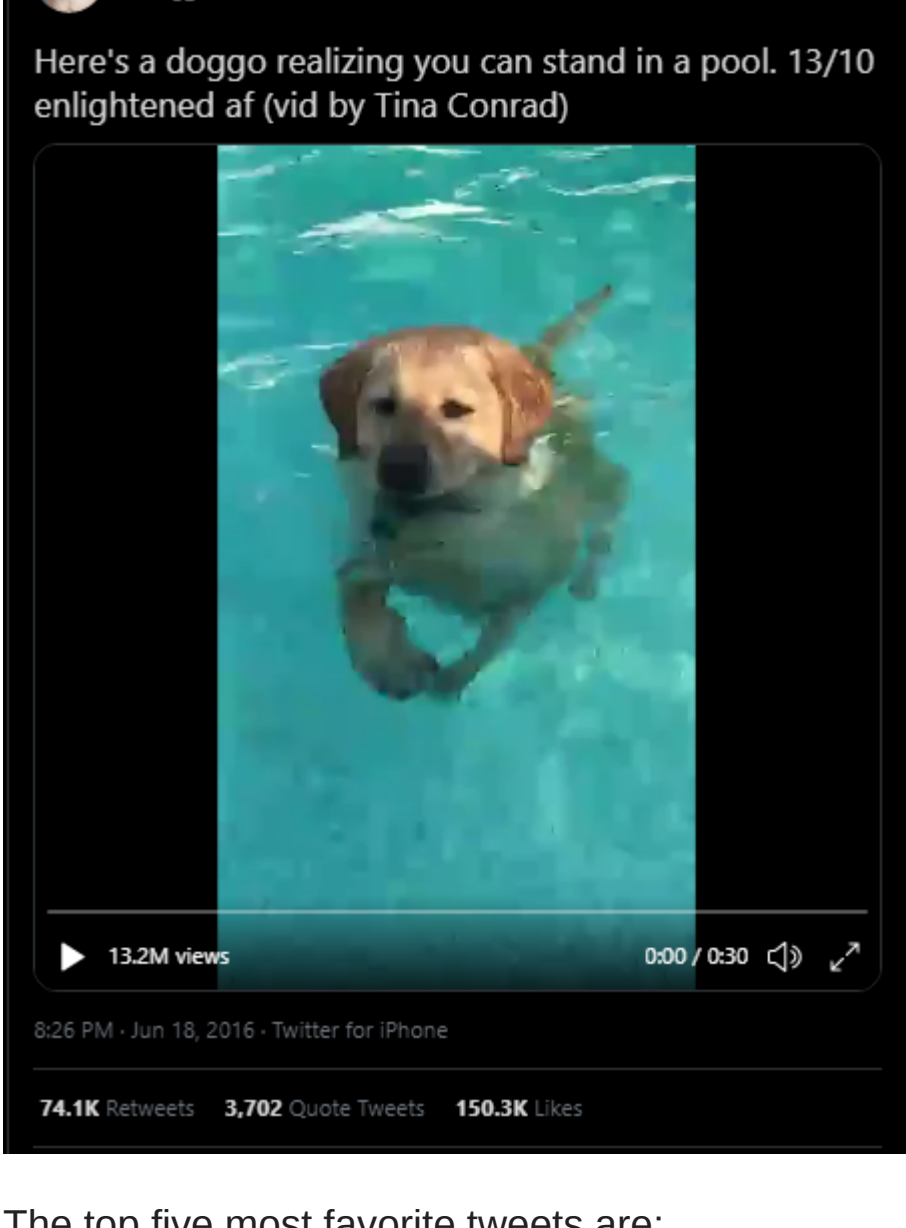 Here's a doggo realizing you can stand in a pool. 13/10
enlightened af (vid by Tina Conrad)
13.2M views
0:00 / 0:30
8:26 PM · Jun 18, 2016 · Twitter for iPhone
74.1K Retweets 3,702 Quote Tweets 150.3K Likes
The top five most favorite tweets are: